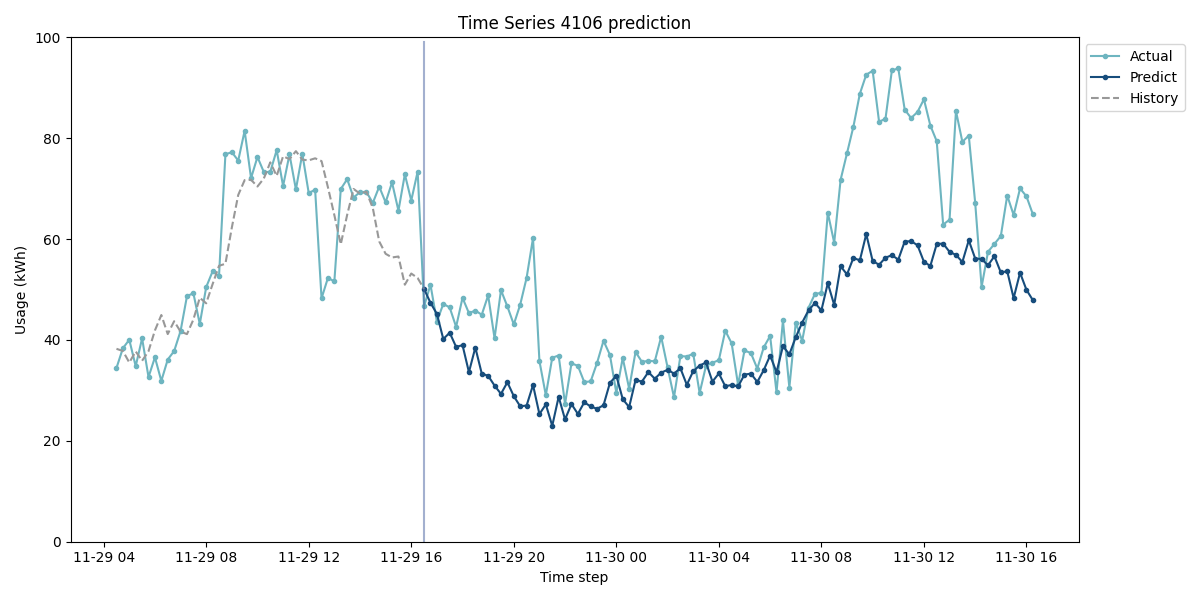 Time Series 4106 prediction
Usage (kWh)
100
80
60
40
20
0
11-29 04 11-29 08 11-29 12 11-29 16 11-29 20 11-30 00 11-30 04 11-30 08 11-30 12 11-30 16
Time step
Actual
Predict
History